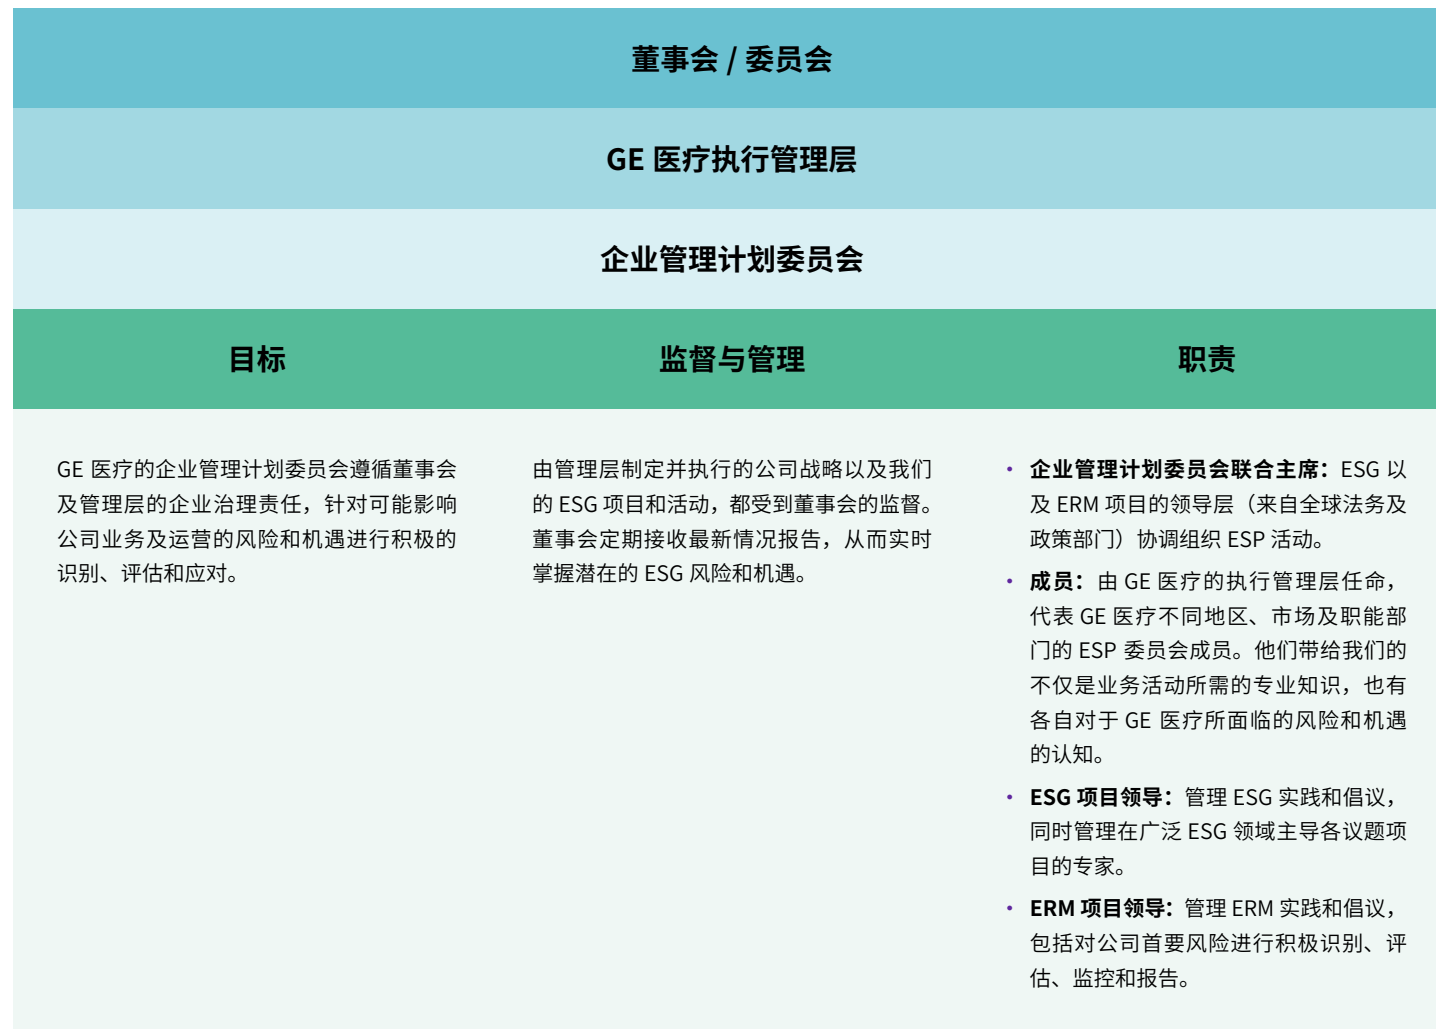 董事会 / 委员会
GE 医疗执行管理层
企业管理计划委员会
目标
监督与管理
职责
GE 医疗的企业管理计划委员会遵循董事会
及管理层的企业治理责任，针对可能影响
公司业务及运营的风险和机遇进行积极的
识别、评估和应对。
由管理层制定并执行的公司战略以及我们
的 ESG 项目和活动，都受到董事会的监督。
董事会定期接收最新情况报告，从而实时
掌握潜在的 ESG 风险和机遇。
• 企业管理计划委员会联合主席：ESG 以
及 ERM 项目的领导层（来自全球法务及
政策部门）协调组织 ESP 活动。
• 成员：由 GE 医疗的执行管理层任命，
代表 GE 医疗不同地区、市场及职能部
门的 ESP 委员会成员。他们带给我们的
不仅是业务活动所需的专业知识，也有
各自对于 GE 医疗所面临的风险和机遇
的认知。
• ESG 项目领导：管理 ESG 实践和倡议，
同时管理在广泛 ESG 领域主导各议题项
目的专家。
• ERM 项目领导：管理 ERM 实践和倡议，
包括对公司首要风险进行积极识别、评
估、监控和报告。